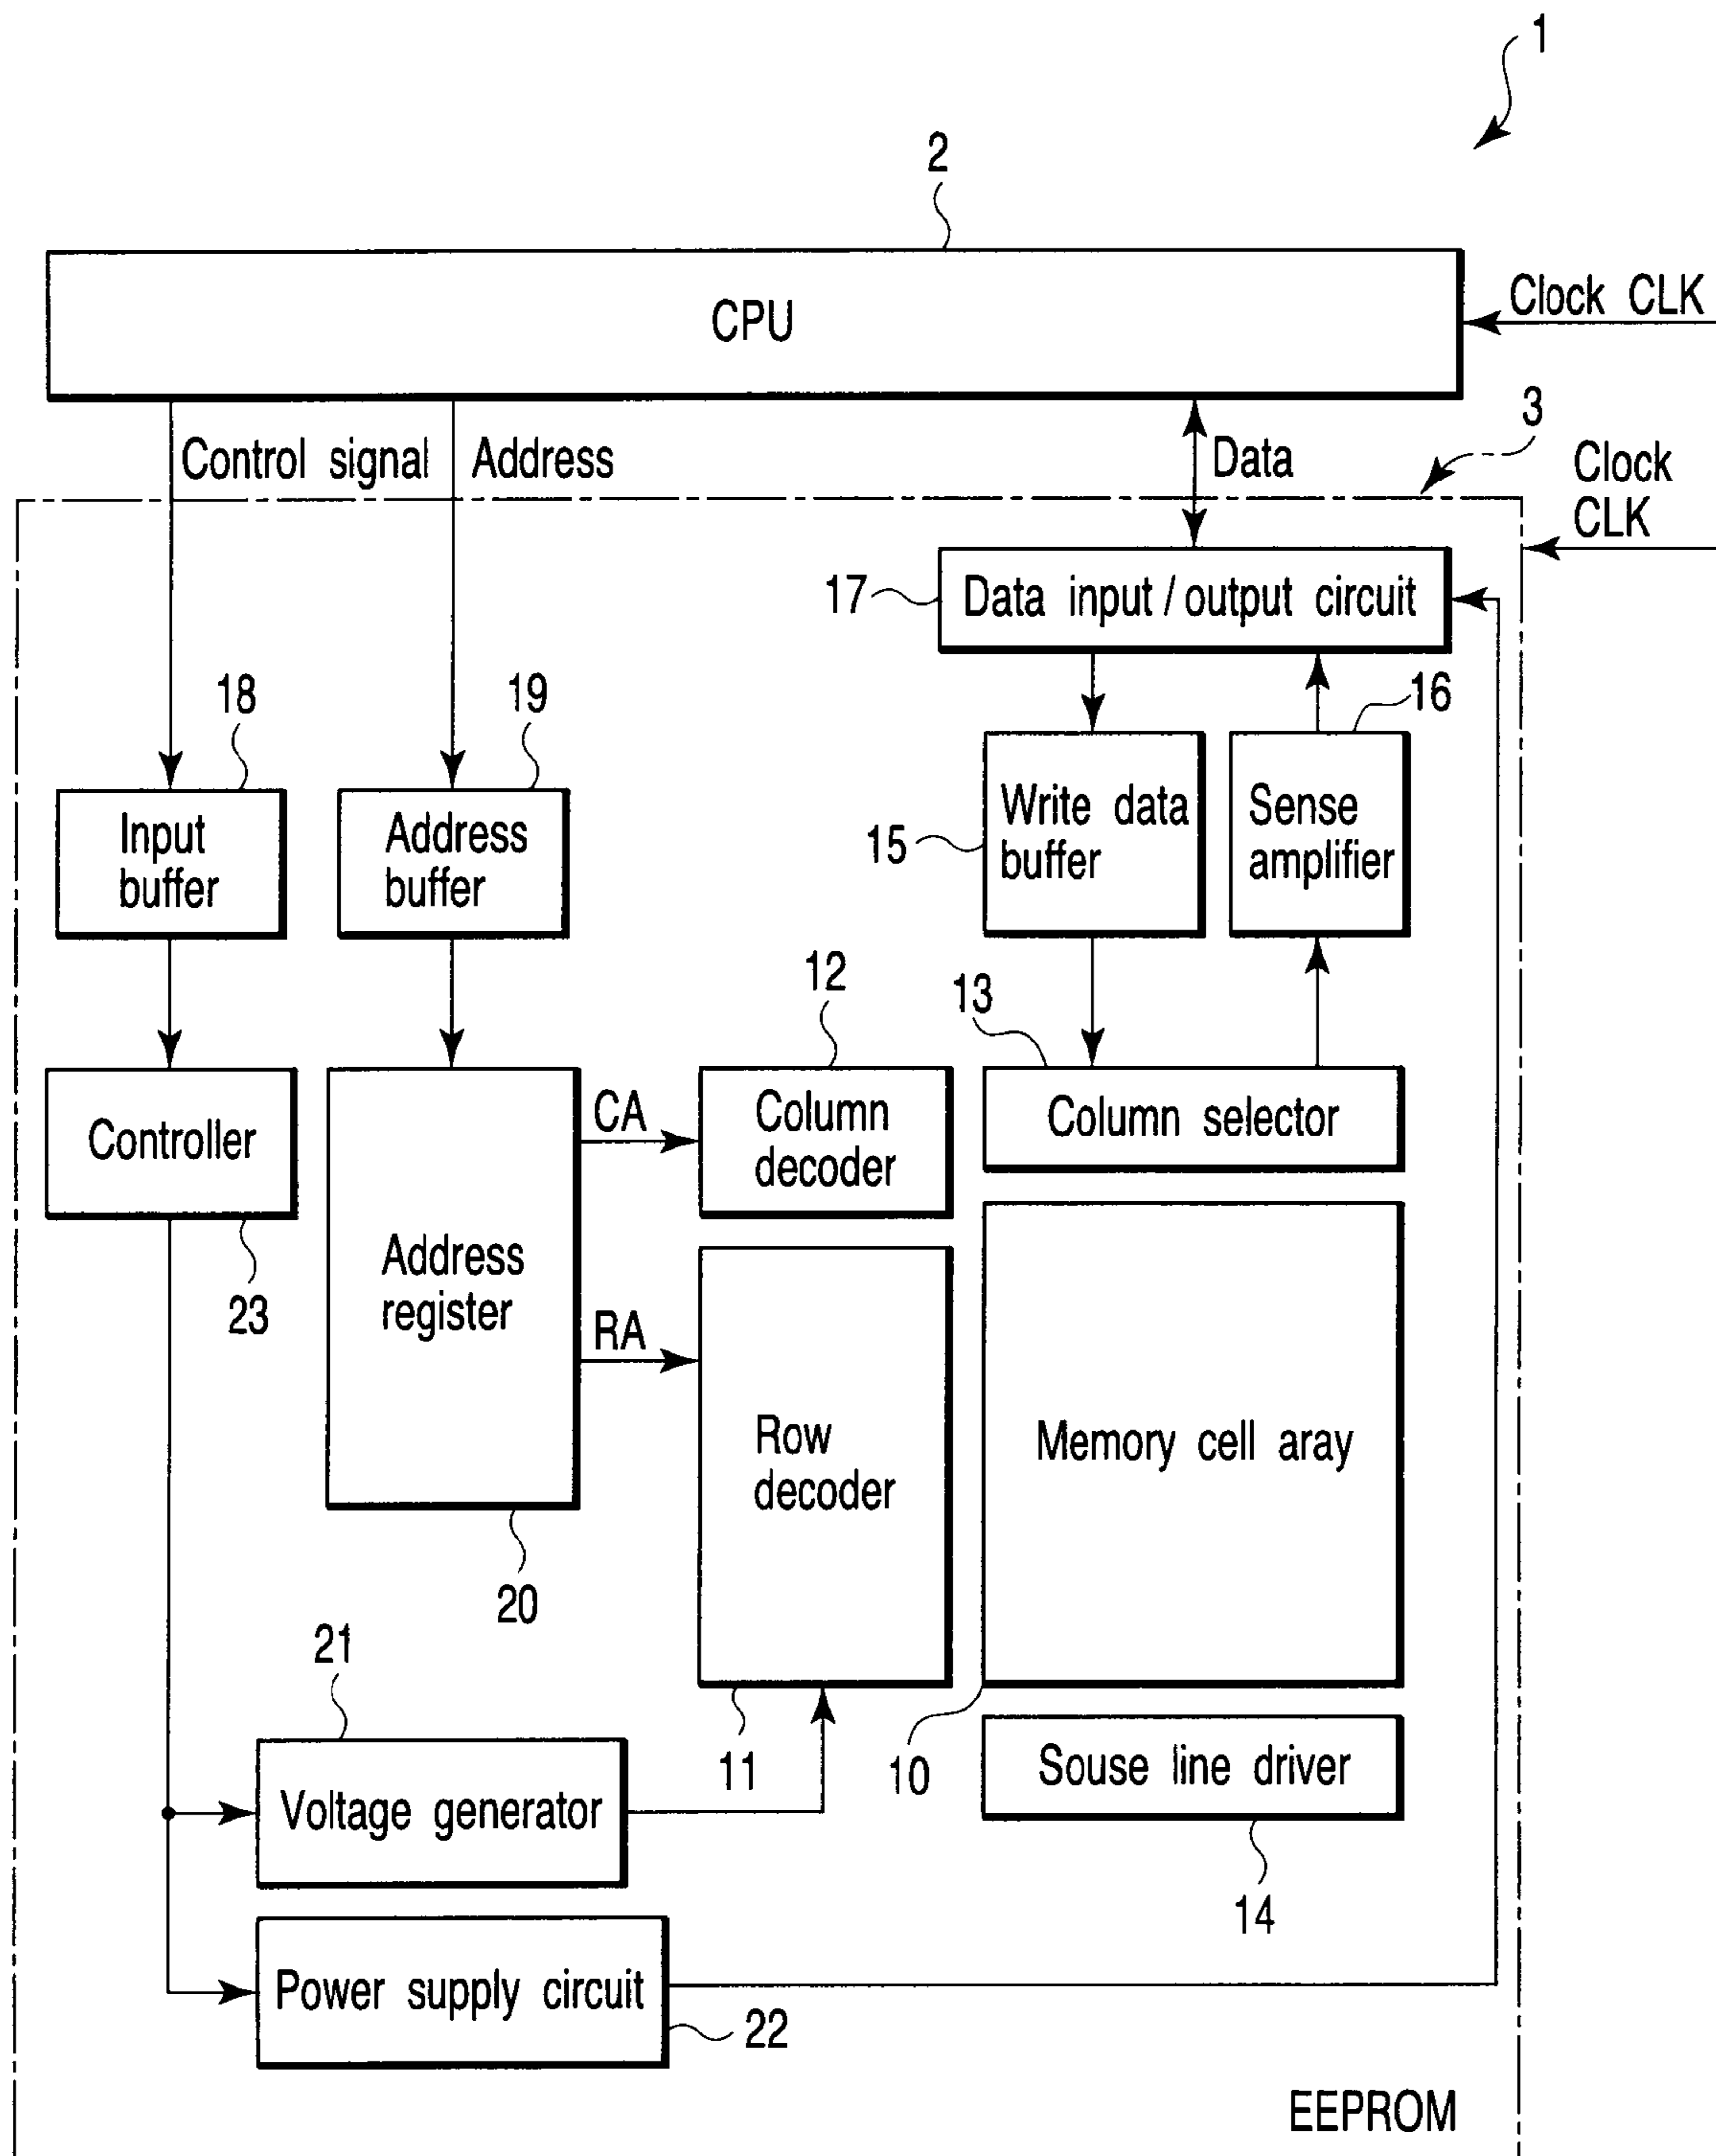 1
2
CPU
Clock CLK
3
Control signal
Address
Data
Clock
CLK
17
Data input / output circuit
18
19
16
Input
buffer
Address
buffer
15
Write data
buffer
Sense
amplifier
12
13
Controller
CA
Column
decoder
Column selector
23
Address
register
RA
Row
decoder
Memory cell aray
20
21
11
10
Souse line driver
Voltage generator
14
Power supply circuit
22
EEPROM